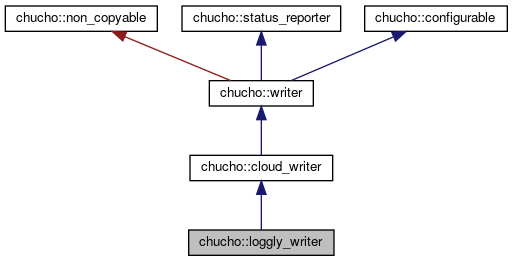 chucho::non_copyable
chucho::status_reporter
chucho::configurable
chucho::writer
chucho::cloud_writer
chucho::loggly_writer